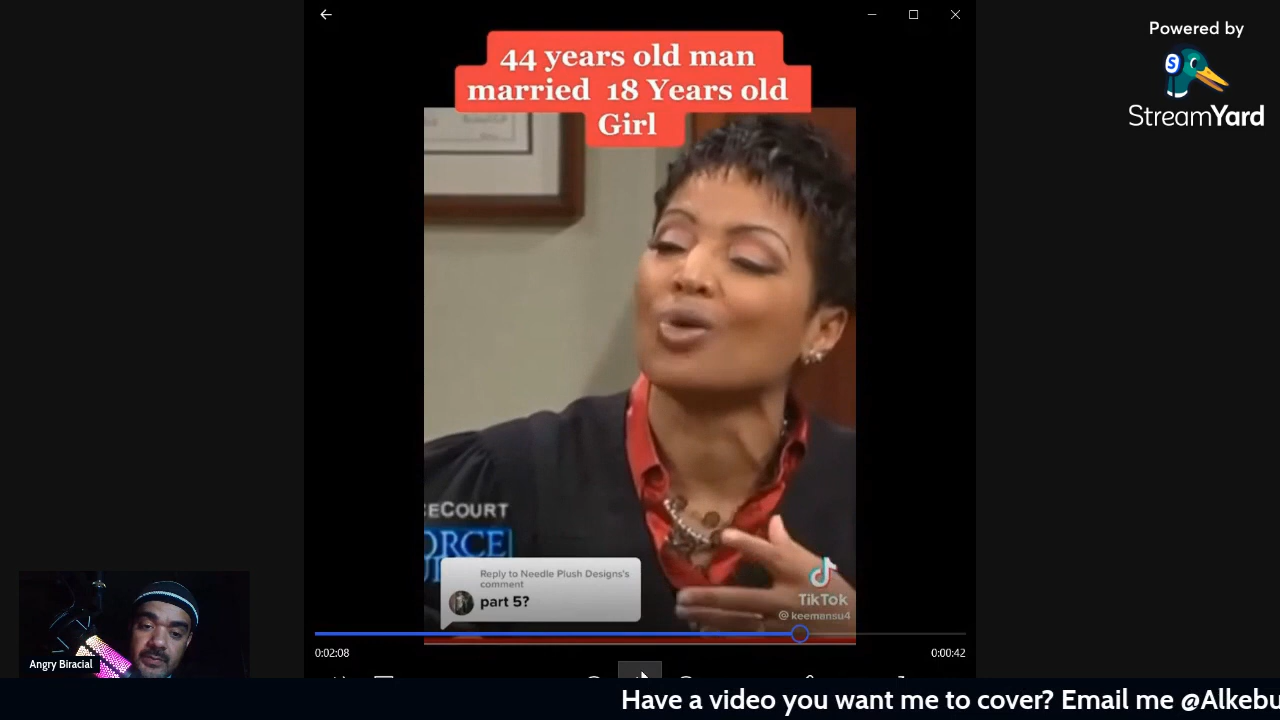 Powered by
StreamYard
44 years old man
married 18 Years old
Girl
ECOURT
ORCE
Reply to Needle Plush Designs's
comment
part 5?
TikTok
@keemansu4
0:02:08
0:00:42
Angry Biracial
Have a video you want me to cover? Email me @Alkebu